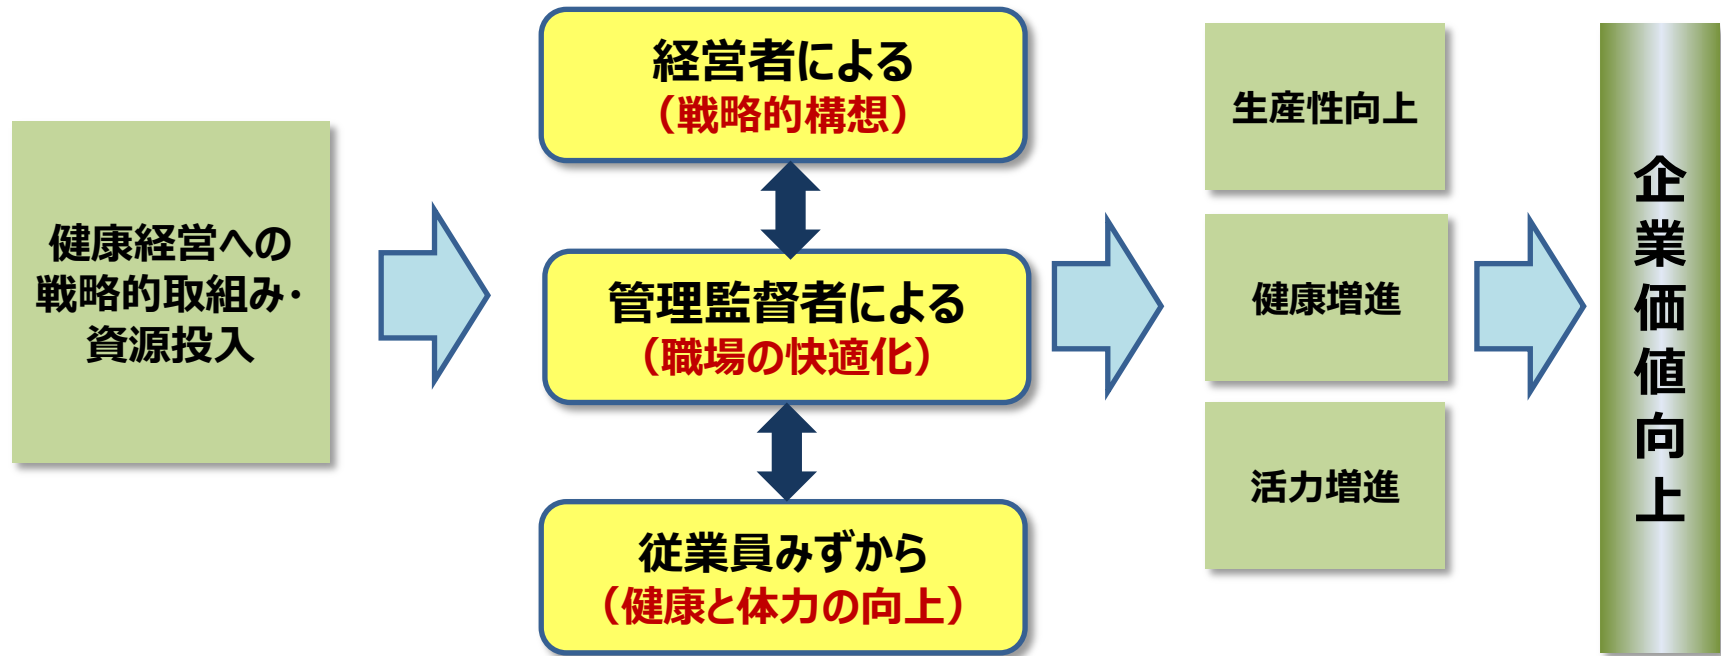 健康経営への
戦略的取組み・
資源投入
経営者による
（戦略的構想）
管理監督者による
（職場の快適化）
従業員みずから
（健康と体力の向上）
生産性向上
健康増進
活力増進
企業価値向上